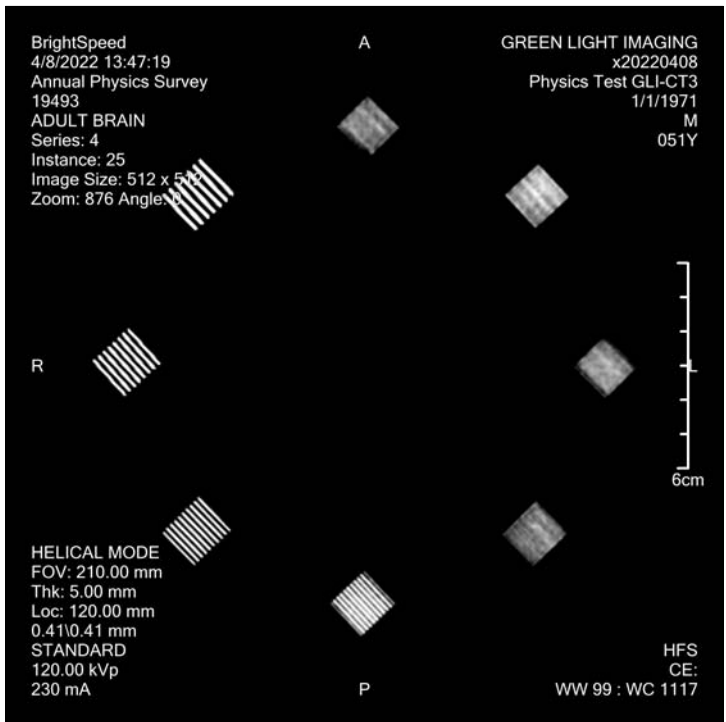 BrightSpeed
4/8/2022 13:47:19
Annual Physics Survey
19493
ADULT BRAIN
Series: 4
Instance: 25
Image Size: 512 x 512
Zoom: 876 Angle: 0
A
GREEN LIGHT IMAGING
x20220408
Physics Test GLI-CT3
1/1/1971
M
051Y
R
L
6cm
HELICAL MODE
FOV: 210.00 mm
Thk: 5.00 mm
Loc: 120.00 mm
0.41\0.41 mm
STANDARD
120.00 kVp
230 mA
P
HFS
CE:
WW 99 : WC 1117